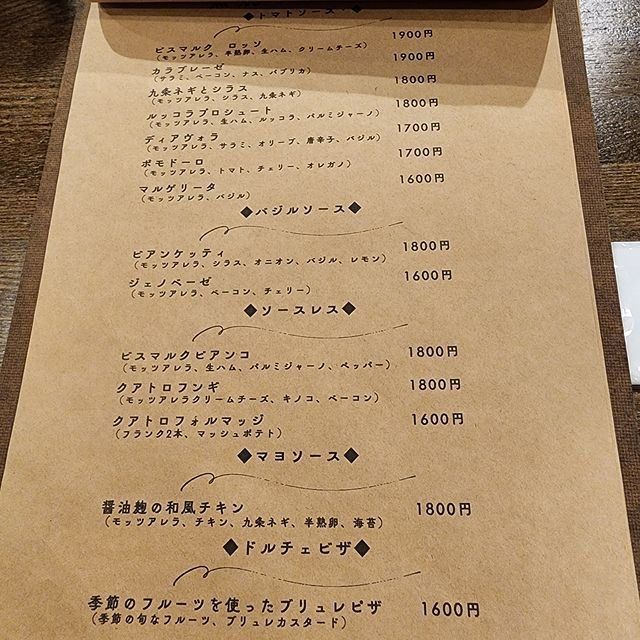 ◆トマトソース◆
ビスマルク　ロッソ 1900円
（モッツアレラ、半熟卵、生ハム、クリームチーズ）
カラブレーゼ 1900円
（サラミ、ベーコン、ナス、パプリカ）
九条ネギとシラス 1800円
（モッツアレラ、シラス、九条ネギ）
ルッコラプロシュート 1800円
（モッツアレラ、生ハム、ルッコラ、パルミジャーノ）
ディアヴォラ 1700円
（モッツアレラ、サラミ、オリーブ、唐辛子、バジル）
ポモドーロ 1700円
（モッツアレラ、トマト、チェリー、オレガノ）
マルゲリータ 1600円
（モッツアレラ、バジル）
◆バジルソース◆
ビアンケッティ 1800円
（モッツアレラ、シラス、オニオン、バジル、レモン）
ジェノベーゼ 1600円
（モッツアレラ、ベーコン、チェリー）
◆ソースレス◆
ビスマルクビアンコ 1800円
（モッツアレラ、生ハム、パルミジャーノ、ペッパー）
クアトロフンギ 1800円
（モッツアレラクリームチーズ、キノコ、ベーコン）
クアトロフォルマッジ 1600円
（フランク2本、マッシュポテト）
◆マヨソース◆
醤油麹の和風チキン 1800円
（モッツアレラ、チキン、九条ネギ、半熟卵、海苔）
◆ドルチェピザ◆
季節のフルーツを使ったブリュレピザ 1600円
（季節の旬なフルーツ、ブリュレカスタード）